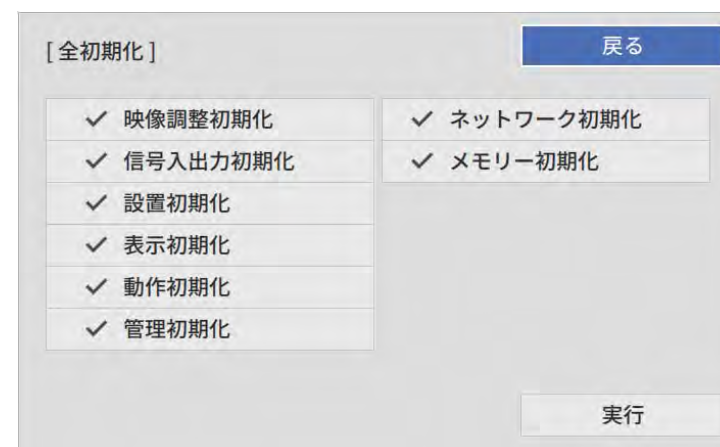 [全初期化]
戻る
映像調整初期化
信号入出力初期化
設置初期化
表示初期化
動作初期化
管理初期化
ネットワーク初期化
メモリー初期化
実行